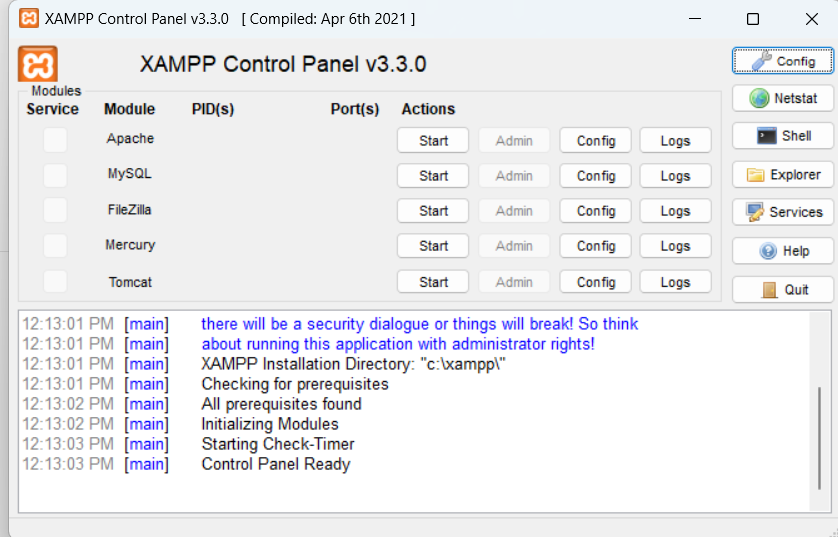 XAMPP Control Panel v3.3.0 [ Compiled: Apr 6th 2021 ]
XAMPP Control Panel v3.3.0
Config
Modules
Service Module PID(s) Port(s) Actions
Netstat
Apache Start Admin Config Logs
Shell
MySQL Start Admin Config Logs
Explorer
FileZilla Start Admin Config Logs
Services
Mercury Start Admin Config Logs
Help
Tomcat Start Admin Config Logs
Quit
12:13:01 PM [main] there will be a security dialogue or things will break! So think
12:13:01 PM [main] about running this application with administrator rights!
12:13:01 PM [main] XAMPP Installation Directory: "c:\xampp\"
12:13:01 PM [main] Checking for prerequisites
12:13:02 PM [main] All prerequisites found
12:13:02 PM [main] Initializing Modules
12:13:03 PM [main] Starting Check-Timer
12:13:03 PM [main] Control Panel Ready